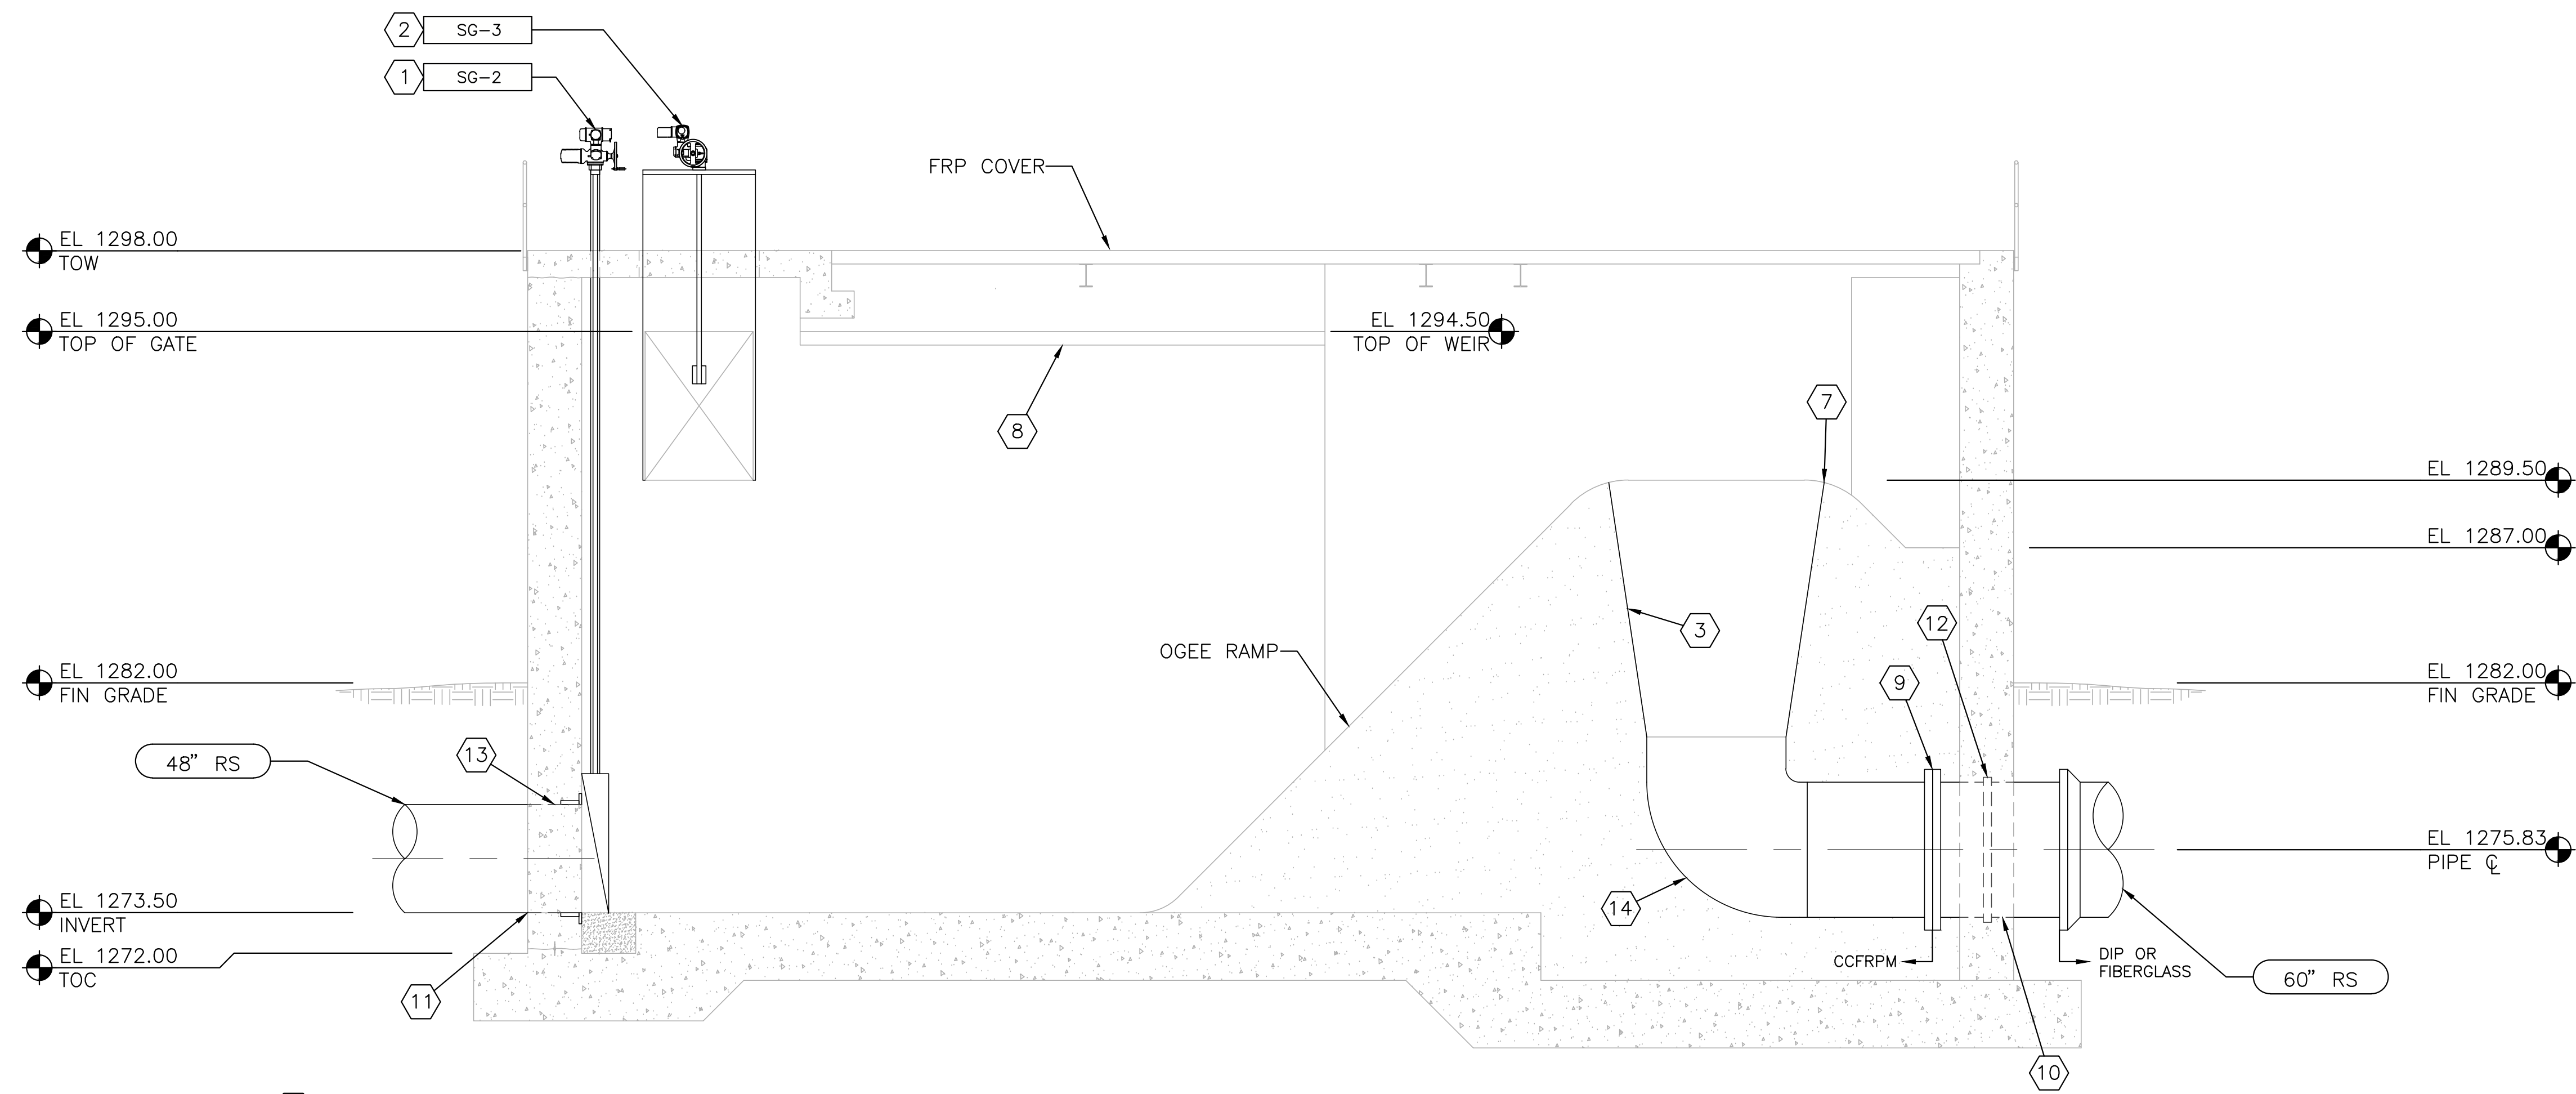 2 SG-3
1 SG-2
FRP COVER
EL 1298.00
TOW
EL 1295.00
TOP OF GATE
EL 1294.50
TOP OF WEIR
7
8
EL 1289.50
EL 1287.00
3
12
OGEE RAMP
9
EL 1282.00
FIN GRADE
EL 1282.00
FIN GRADE
13
48" RS
EL 1275.83
PIPE ℄
EL 1273.50
INVERT
14
EL 1272.00
TOC
CCFRPM
DIP OR
FIBERGLASS
60" RS
11
10